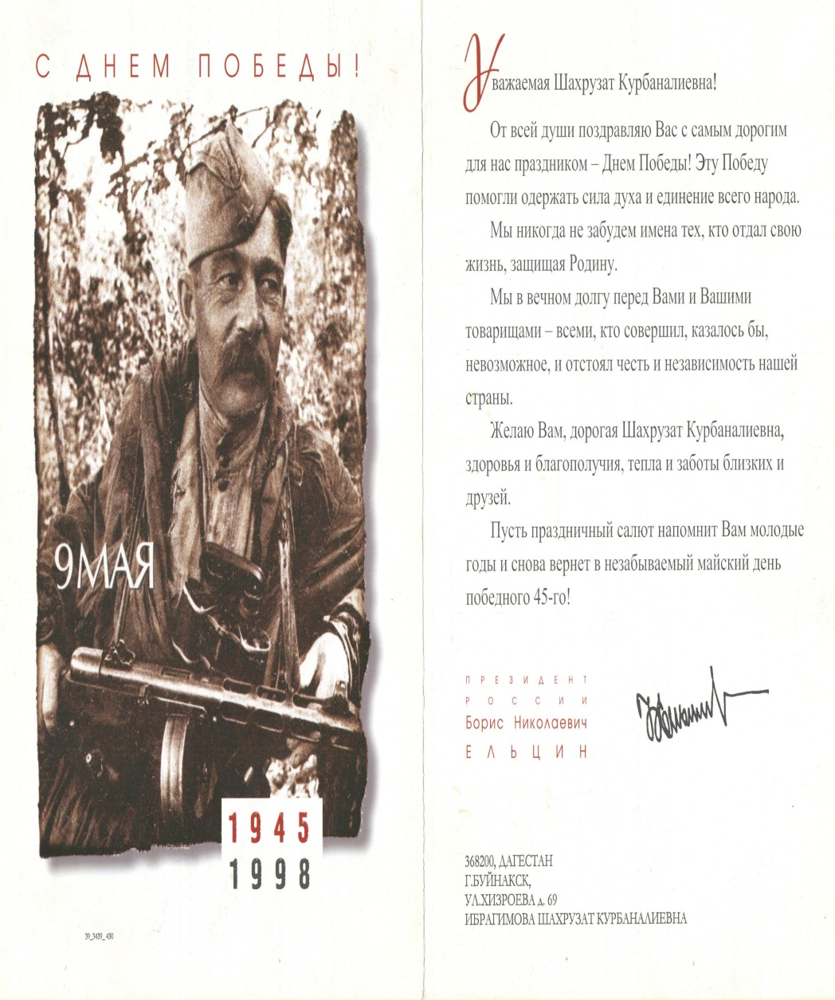 С ДНЕМ ПОБЕДЫ!
9 МАЯ
1945
1998
39_3439_430
Уважаемая Шахрузат Курбаналиевна!
От всей души поздравляю Вас с самым дорогим
для нас праздником – Днем Победы! Эту Победу
помогли одержать сила духа и единение всего народа.
Мы никогда не забудем имена тех, кто отдал свою
жизнь, защищая Родину.
Мы в вечном долгу перед Вами и Вашими
товарищами – всеми, кто совершил, казалось бы,
невозможное, и отстоял честь и независимость нашей
страны.
Желаю Вам, дорогая Шахрузат Курбаналиевна,
здоровья и благополучия, тепла и заботы близких и
друзей.
Пусть праздничный салют напомнит Вам молодые
годы и снова вернет в незабываемый майский день
победного 45-го!
ПРЕЗИДЕНТ
РОССИИ
Борис Николаевич
ЕЛЬЦИН
368200, ДАГЕСТАН
Г.БУЙНАКСК,
УЛ.ХИЗРОЕВА д. 69
ИБРАГИМОВА ШАХРУЗАТ КУРБАНАЛИЕВНА